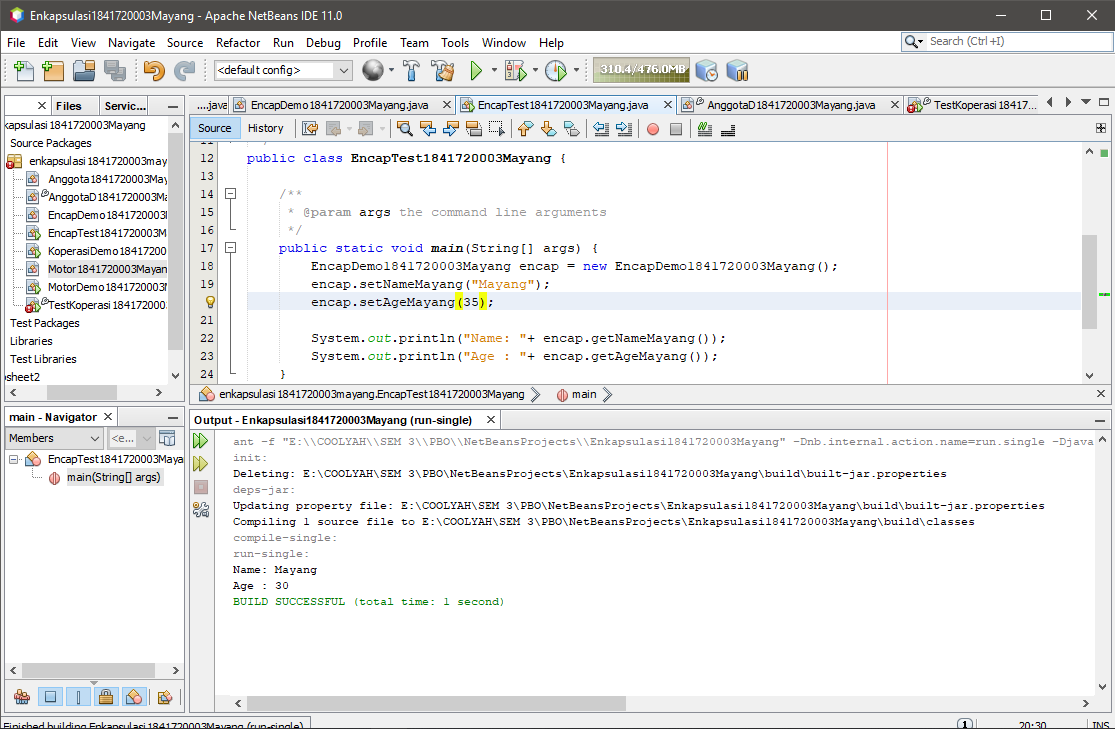 Enkapsulasi1841720003Mayang - Apache NetBeans IDE 11.0
File Edit View Navigate Source Refactor Run Debug Profile Team Tools Window Help
Search (Ctrl+I)
<default config>
310.4/476.0MB
Files Servic...
kapsulasi1841720003Mayang
Source Packages
enkapsulasi1841720003may
Anggota1841720003May
AnggotaD1841720003Ma
EncapDemo1841720003
EncapTest1841720003M
KoperasiDemo1841720
Motor1841720003Mayan
MotorDemo1841720003
TestKoperasi18417200
Test Packages
Libraries
Test Libraries
bsheet2
....java EncapDemo1841720003Mayang.java EncapTest1841720003Mayang.java AnggotaD1841720003Mayang.java TestKoperasi18417...
Source History
11
12 public class EncapTest1841720003Mayang {
13
14 /**
15 * @param args the command line arguments
16 */
17 public static void main(String[] args) {
18 EncapDemo1841720003Mayang encap = new EncapDemo1841720003Mayang();
19 encap.setNameMayang("Mayang");
encap.setAgeMayang(35);
21
22 System.out.println("Name: "+ encap.getNameMayang());
23 System.out.println("Age : "+ encap.getAgeMayang());
24 }
enkapsulasi1841720003mayang.EncapTest1841720003Mayang main
main - Navigator
Members <e...
EncapTest1841720003Maya
main(String[] args)
Output - Enkapsulasi1841720003Mayang (run-single)
ant -f "E:\\COOLYAH\\SEM 3\\PBO\\NetBeansProjects\\Enkapsulasi1841720003Mayang" -Dnb.internal.action.name=run.single -Djava
init:
Deleting: E:\COOLYAH\SEM 3\PBO\NetBeansProjects\Enkapsulasi1841720003Mayang\build\built-jar.properties
deps-jar:
Updating property file: E:\COOLYAH\SEM 3\PBO\NetBeansProjects\Enkapsulasi1841720003Mayang\build\built-jar.properties
Compiling 1 source file to E:\COOLYAH\SEM 3\PBO\NetBeansProjects\Enkapsulasi1841720003Mayang\build\classes
compile-single:
run-single:
Name: Mayang
Age : 30
BUILD SUCCESSFUL (total time: 1 second)
Finished building Enkapsulasi1841720003Mayang (run-single).
1
20:30
INS